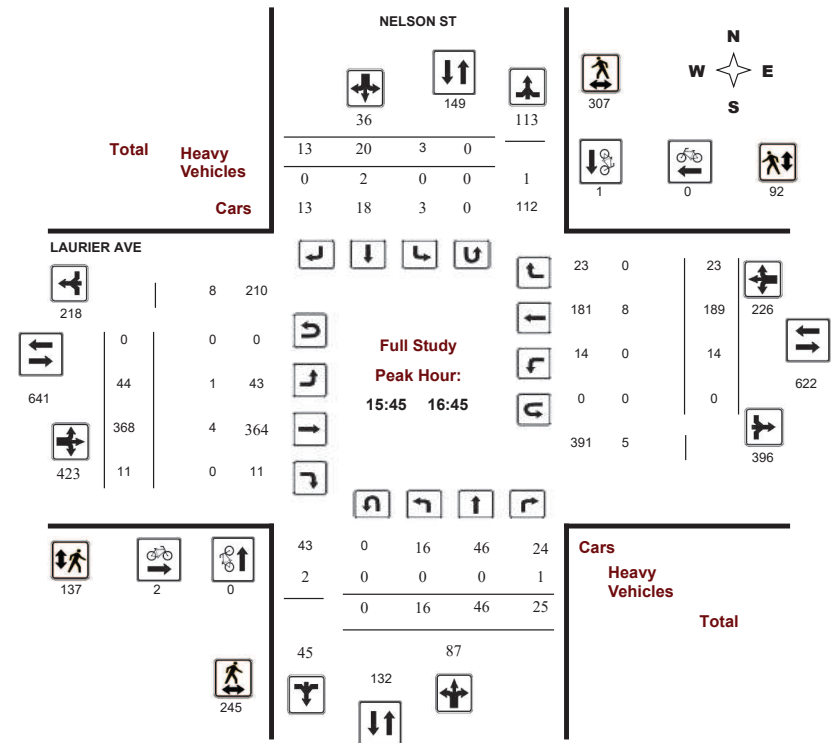 NELSON ST
N
W E
S
149
307
36 113
Total Heavy Vehicles
13 20 3 0
0 2 0 0 1
1 0 92
Cars 13 18 3 0 112
LAURIER AVE
8 210
218
23 0 23
226
181 8 189
0 0 0
641
Full Study
Peak Hour:
15:45 16:45
44 1 43
14 0 14
622
0 0 0
368 4 364
391 5
396
423
11 0 11
43 0 16 46 24 Cars
2 0 0 0 1 Heavy Vehicles
137 2 0
0 16 46 25 Total
45 87
132
245